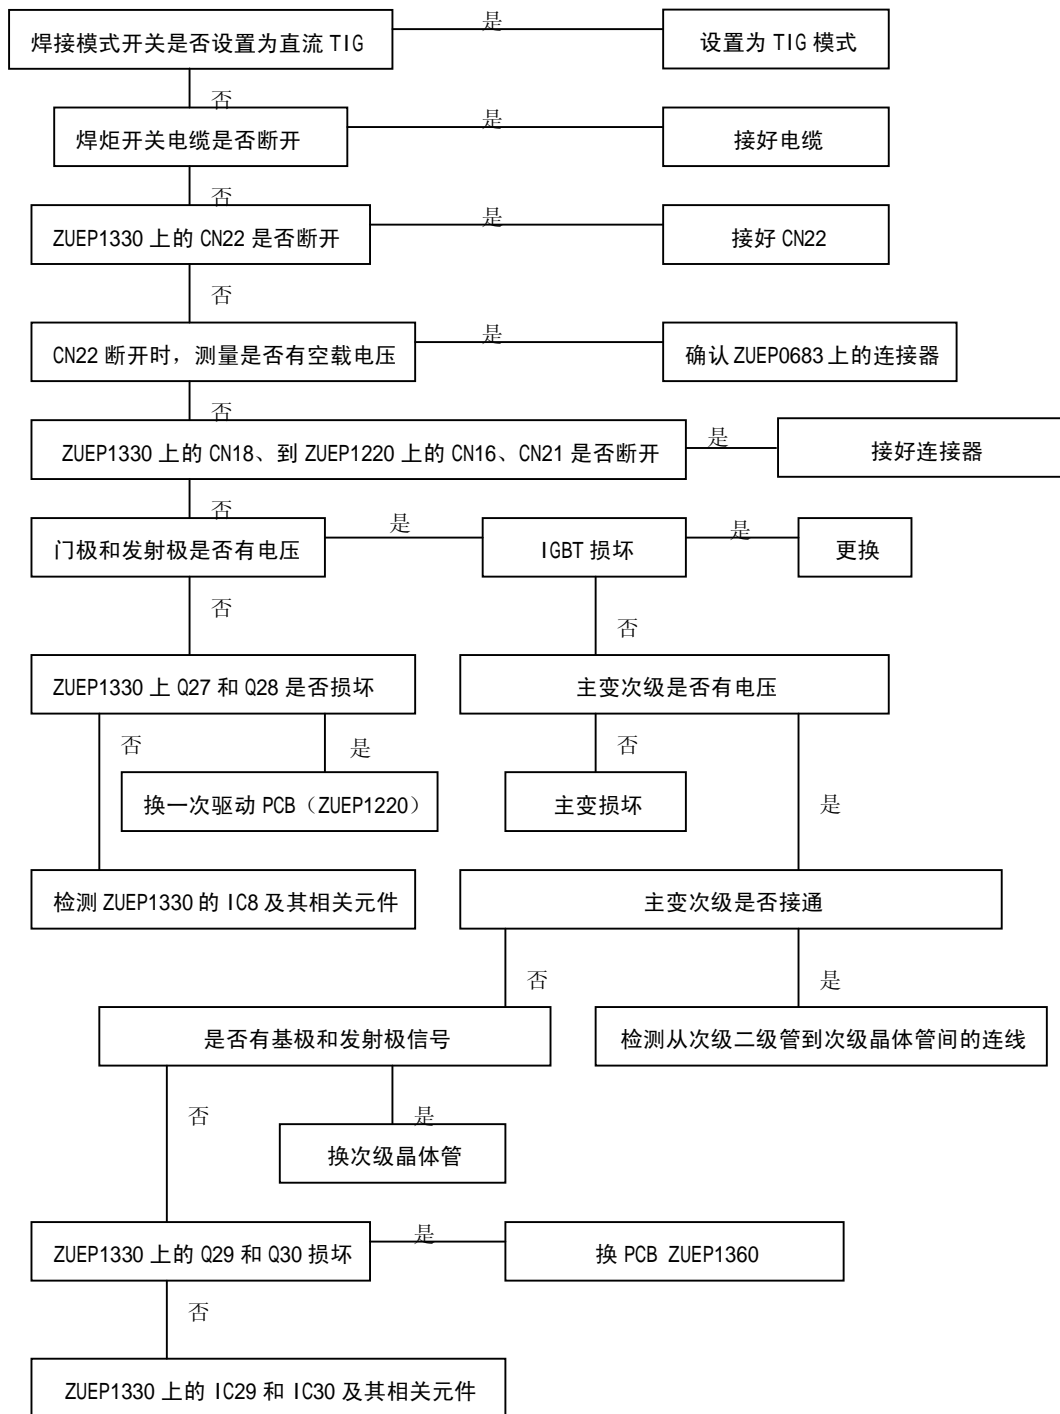 焊接模式开关是否设置为直流 TIG
是
设置为 TIG 模式
否
焊炬开关电缆是否断开
是
接好电缆
否
ZUEP1330 上的 CN22 是否断开
是
接好 CN22
否
CN22 断开时，测量是否有空载电压
是
确认 ZUEP0683 上的连接器
否
ZUEP1330 上的 CN18、到 ZUEP1220 上的 CN16、CN21 是否断开
是
接好连接器
否
门极和发射极是否有电压
是
IGBT 损坏
是
更换
否
否
ZUEP1330 上 Q27 和 Q28 是否损坏
主变次级是否有电压
否
是
否
换一次驱动 PCB（ZUEP1220）
主变损坏
是
检测 ZUEP1330 的 IC8 及其相关元件
主变次级是否接通
否
是
是否有基极和发射极信号
检测从次级二级管到次级晶体管间的连线
否
是
换次级晶体管
ZUEP1330 上的 Q29 和 Q30 损坏
是
换 PCB ZUEP1360
否
ZUEP1330 上的 IC29 和 IC30 及其相关元件